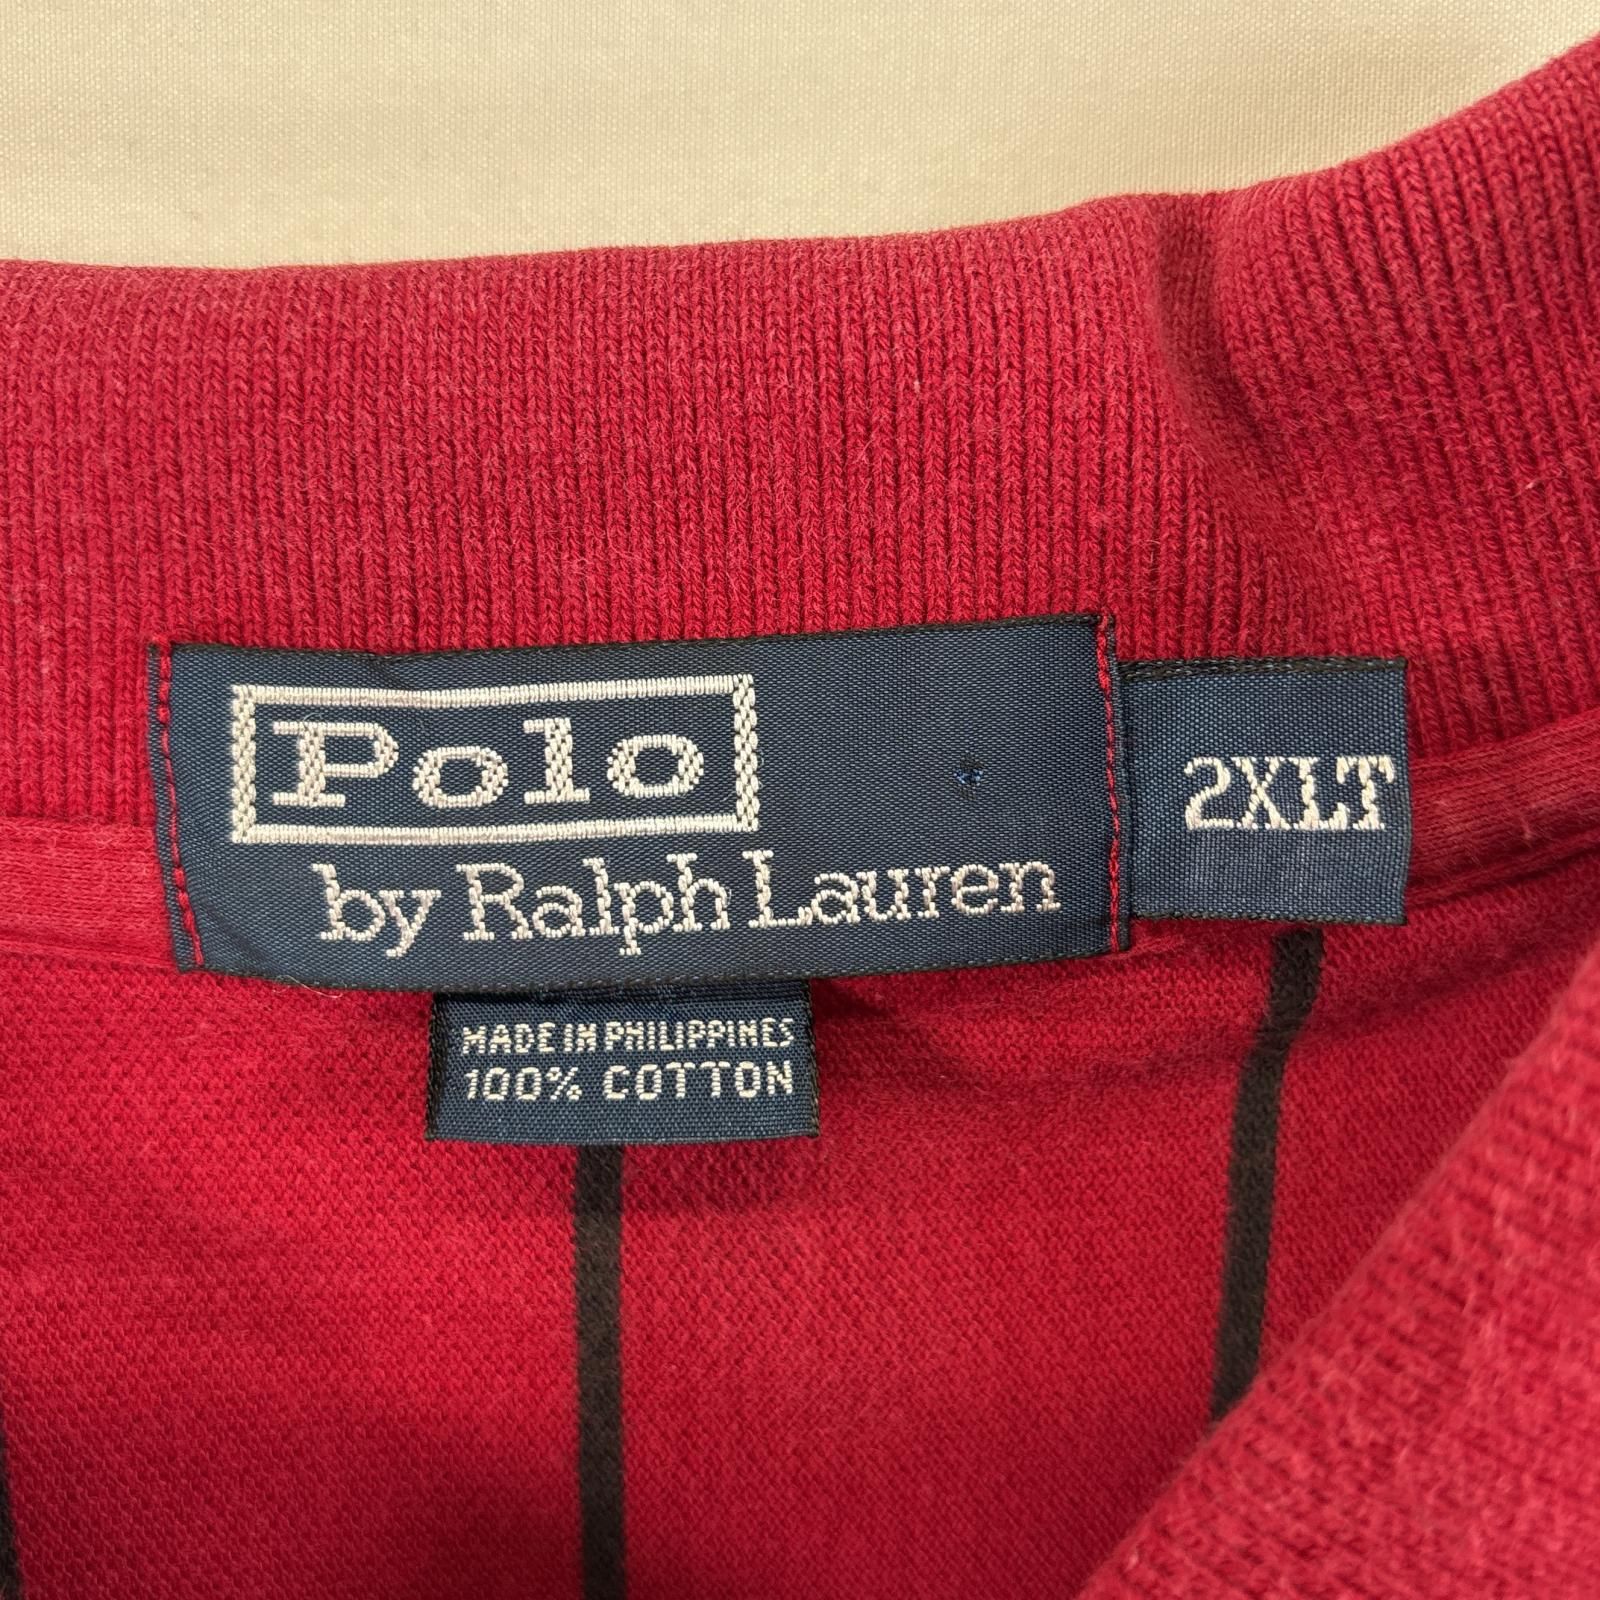 Polo
by Ralph Lauren
2XLT
MADE IN PHILIPPINES
100% COTTON